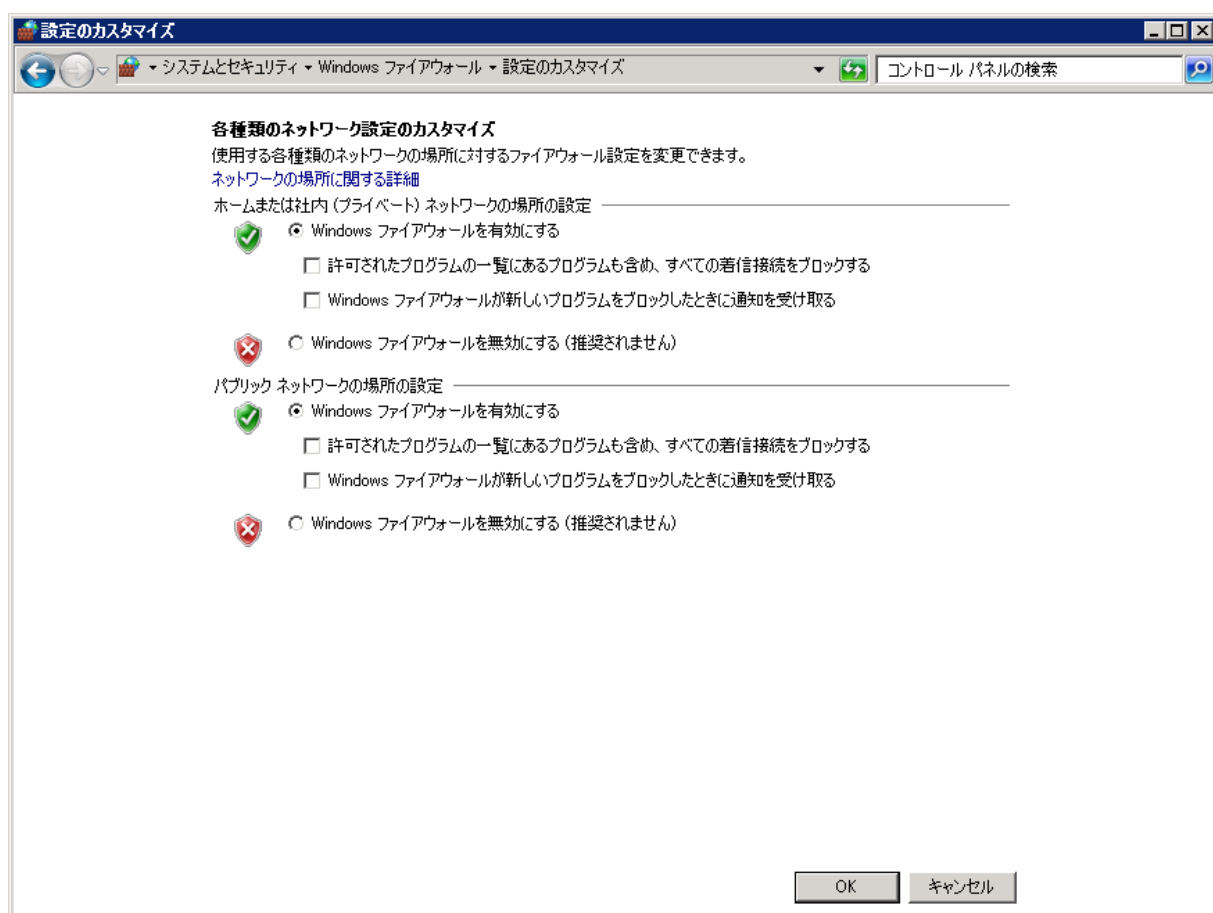 設定のカスタマイズ
システムとセキュリティ Windows ファイアウォール 設定のカスタマイズ コントロール パネルの検索
各種類のネットワーク設定のカスタマイズ
使用する各種類のネットワークの場所に対するファイアウォール設定を変更できます。
ネットワークの場所に関する詳細
ホームまたは社内 (プライベート) ネットワークの場所の設定
Windows ファイアウォールを有効にする
許可されたプログラムの一覧にあるプログラムも含め、すべての着信接続をブロックする
Windows ファイアウォールが新しいプログラムをブロックしたときに通知を受け取る
Windows ファイアウォールを無効にする (推奨されません)
パブリック ネットワークの場所の設定
Windows ファイアウォールを有効にする
許可されたプログラムの一覧にあるプログラムも含め、すべての着信接続をブロックする
Windows ファイアウォールが新しいプログラムをブロックしたときに通知を受け取る
Windows ファイアウォールを無効にする (推奨されません)
OK キャンセル